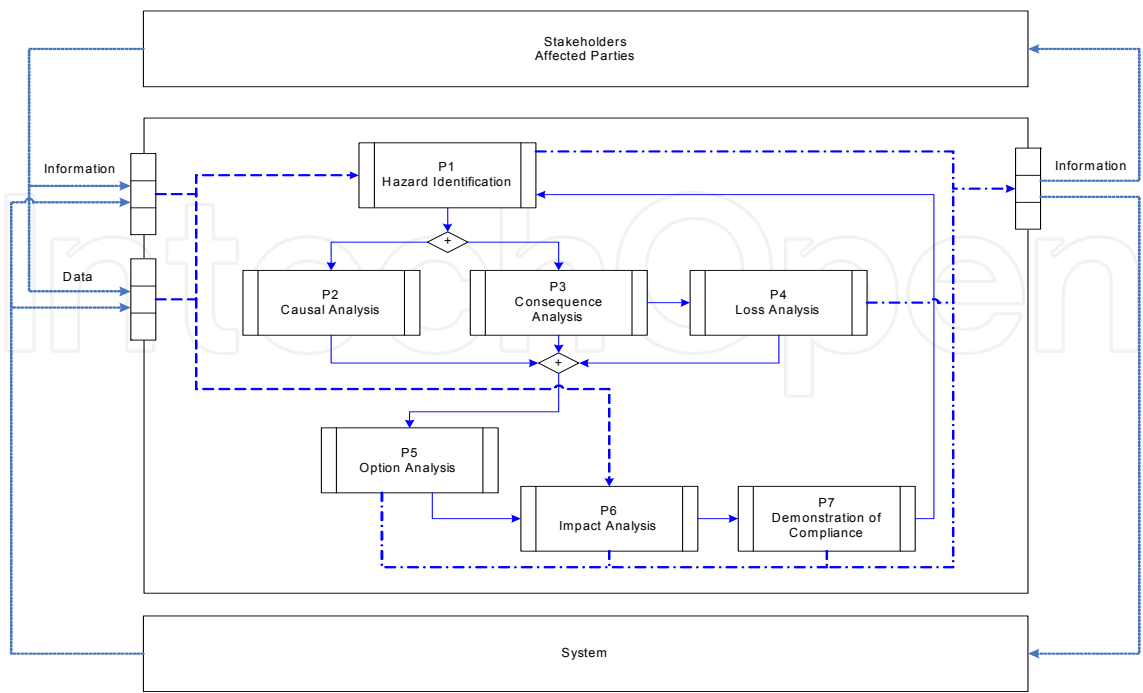 Stakeholders
Affected Parties
Information
P1
Hazard Identification
Information
+
Data
P2
Causal Analysis
P3
Consequence
Analysis
P4
Loss Analysis
+
P5
Option Analysis
P6
Impact Analysis
P7
Demonstration of
Compliance
System
IntechOpen